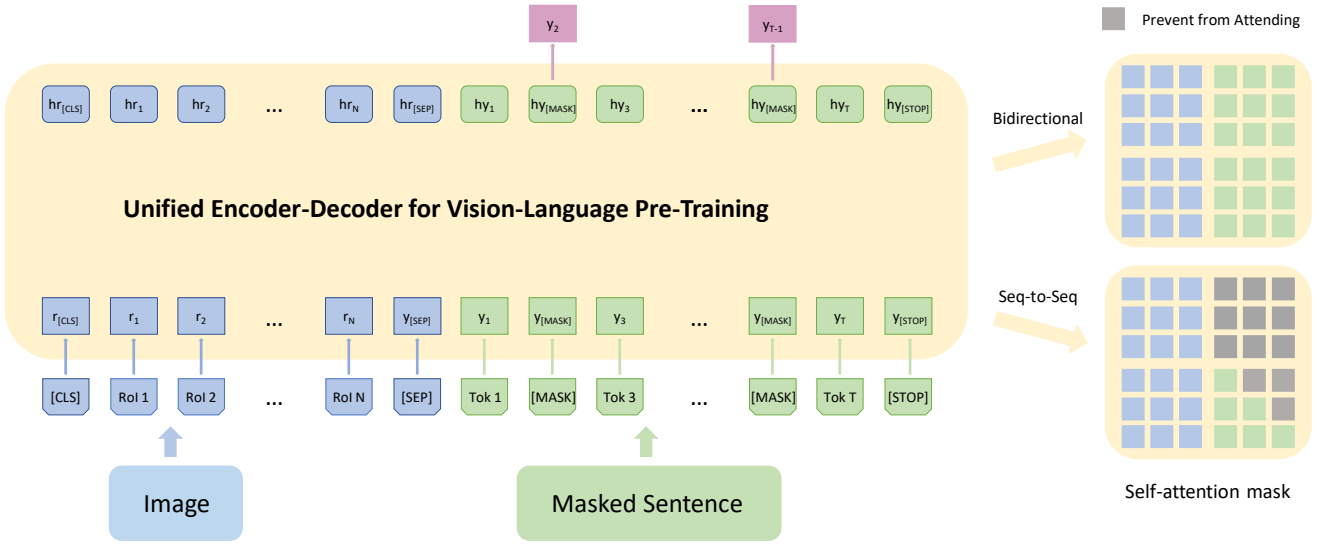 y2 yT-1 Prevent from Attending
hr[CLS] hr1 hr2 ... hrN hr[SEP] hy1 hy[MASK] hy3 ... hy[MASK] hyT hy[STOP]
Bidirectional
Unified Encoder-Decoder for Vision-Language Pre-Training
r[CLS] r1 r2 ... rN y[SEP] y1 y[MASK] y3 ... y[MASK] yT y[STOP]
Seq-to-Seq
[CLS] RoI 1 RoI 2 ... RoI N [SEP] Tok 1 [MASK] Tok 3 ... [MASK] Tok T [STOP]
Image Masked Sentence
Self-attention mask